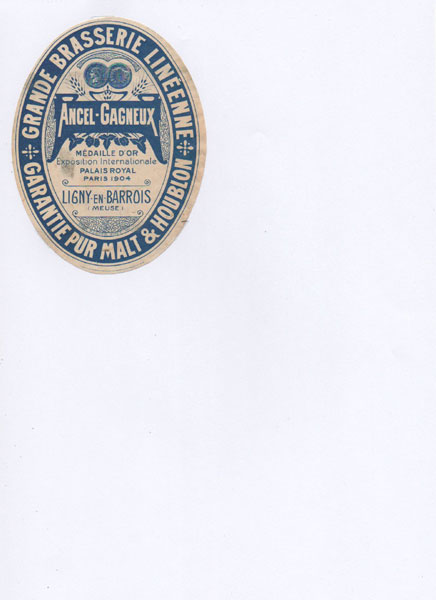 GRANDE BRASSERIE LINÉENNE
ANCEL-GAGNEUX
MÉDAILLE D'OR
Exposition Internationale
PALAIS ROYAL
PARIS 1904
LIGNY-EN-BARROIS
(MEUSE)
GARANTIE PUR MALT & HOUBLON